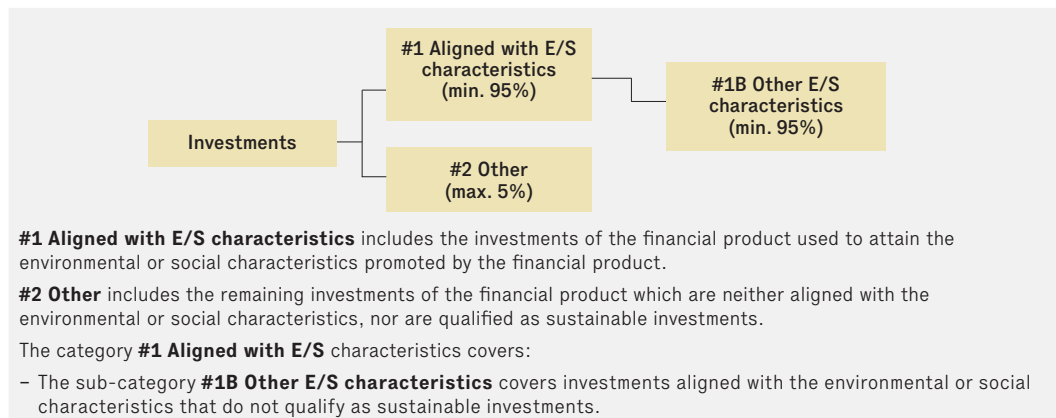 #1 Aligned with E/S
characteristics
(min. 95%)
#1B Other E/S
characteristics
(min. 95%)
Investments
#2 Other
(max. 5%)
#1 Aligned with E/S characteristics includes the investments of the financial product used to attain the
environmental or social characteristics promoted by the financial product.
#2 Other includes the remaining investments of the financial product which are neither aligned with the
environmental or social characteristics, nor are qualified as sustainable investments.
The category #1 Aligned with E/S characteristics covers:
– The sub-category #1B Other E/S characteristics covers investments aligned with the environmental or social
characteristics that do not qualify as sustainable investments.